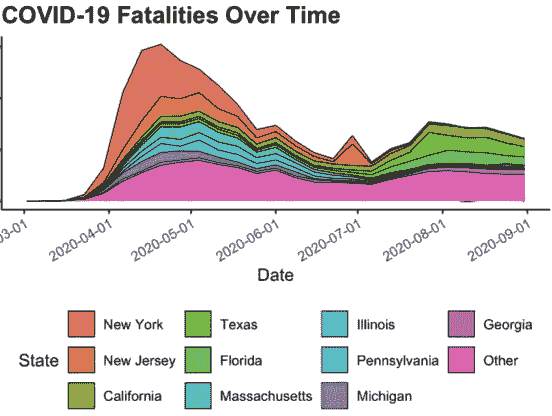 COVID-19 Fatalities Over Time
03-01
2020-04-01
2020-05-01
2020-06-01
2020-07-01
2020-08-01
2020-09-01
Date
State
New York
New Jersey
California
Texas
Florida
Massachusetts
Illinois
Pennsylvania
Michigan
Georgia
Other